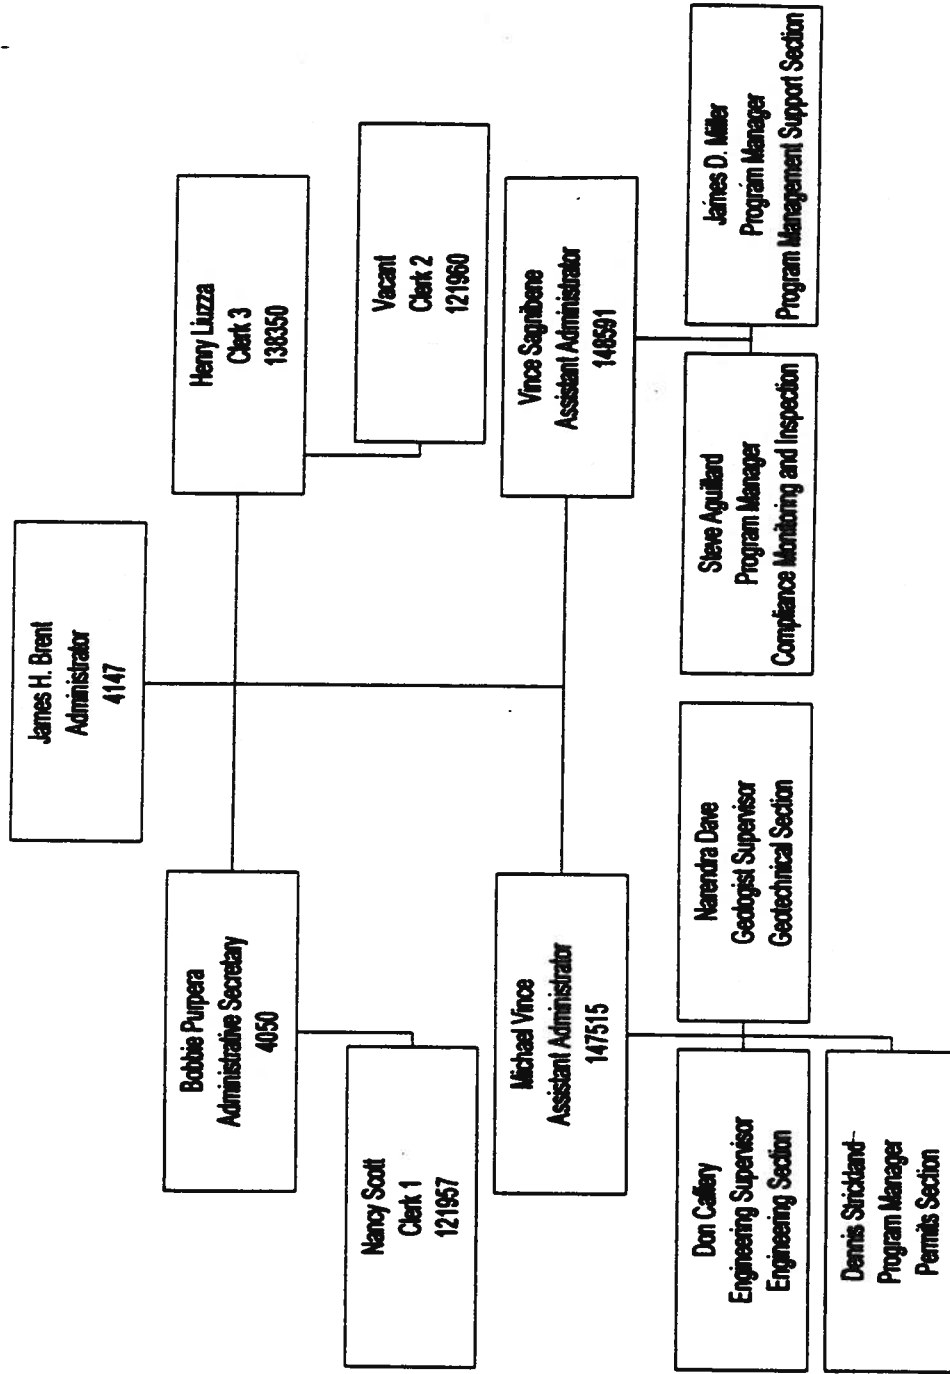 James H. Brent
Administrator
4147
Bobbie Purpera
Administrative Secretary
4050
Henry Liuzza
Clerk 3
138350
Nancy Scott
Clerk 1
121957
Vacant
Clerk 2
121960
Michael Vince
Assistant Administrator
147515
Vince Sagnibene
Assistant Administrator
148591
Don Caffery
Engineering Supervisor
Engineering Section
Narendra Dave
Geologist Supervisor
Geotechnical Section
Steve Aguillard
Program Manager
Compliance Monitoring and Inspection
James D. Miller
Program Manager
Program Management Support Section
Dennis Strickland
Program Manager
Permits Section